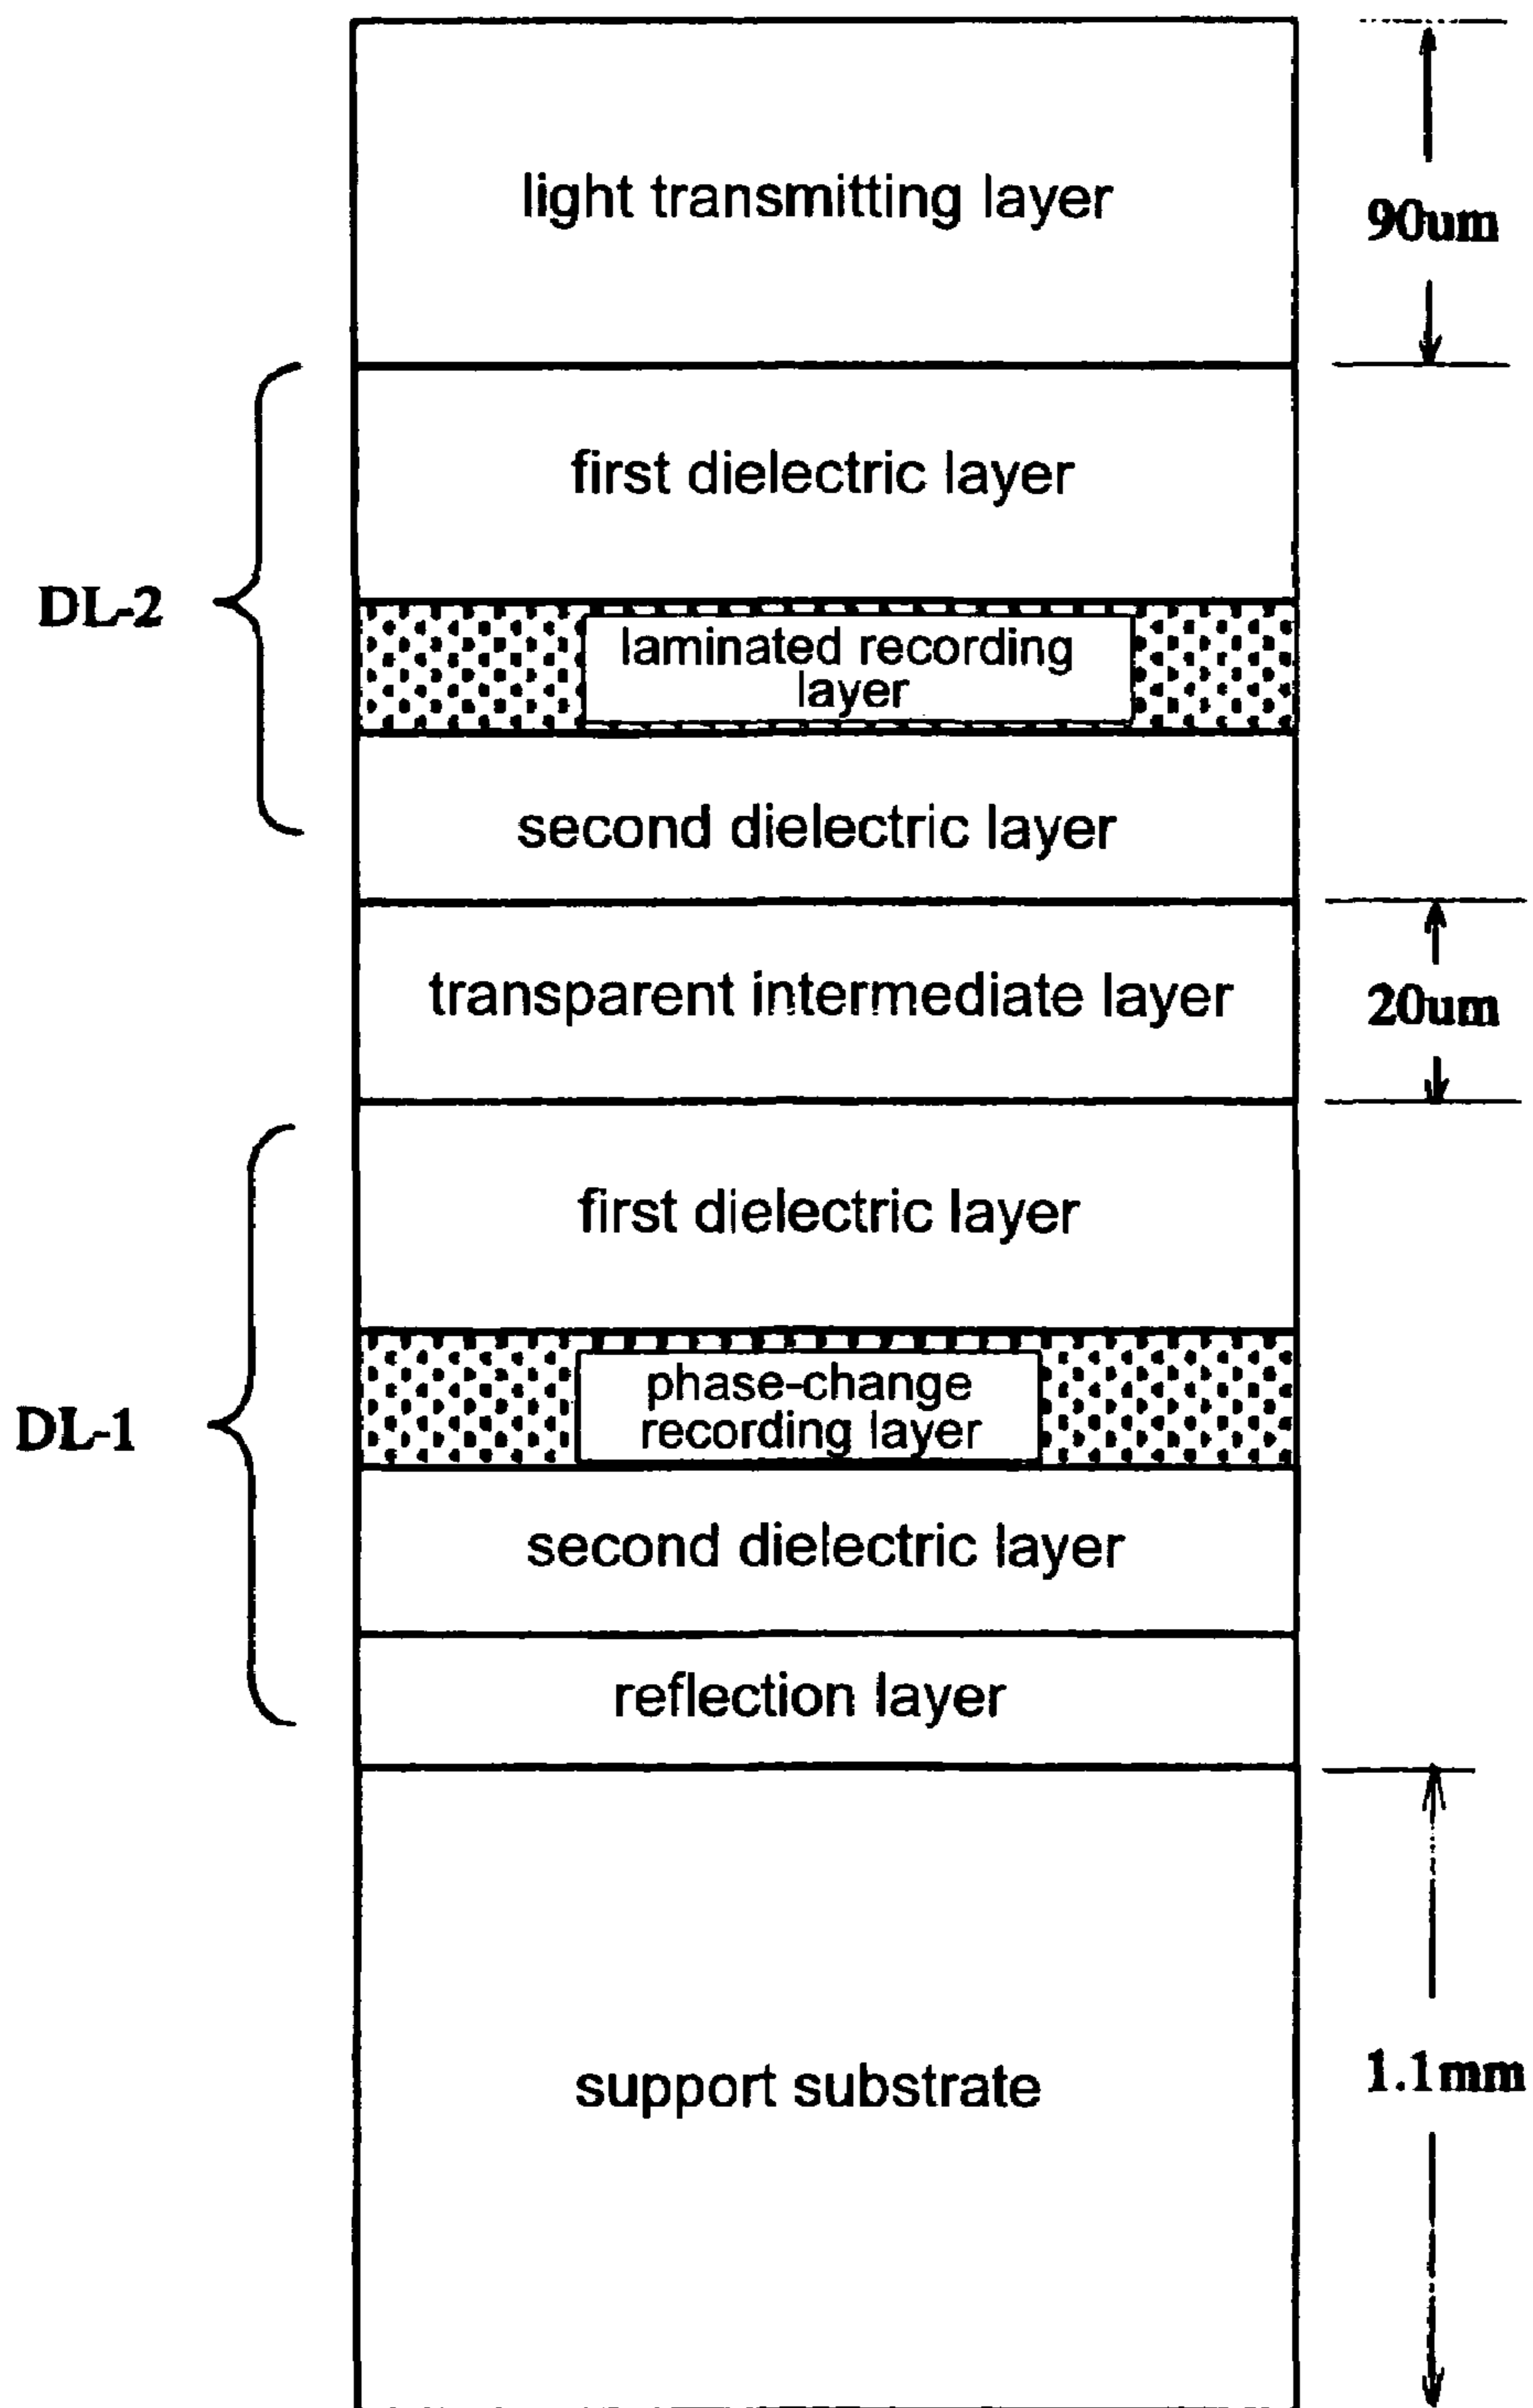 light transmitting layer
90um
first dielectric layer
DL-2
laminated recording
layer
second dielectric layer
transparent intermediate layer
20um
first dielectric layer
phase-change
recording layer
DL-1
second dielectric layer
reflection layer
support substrate
1.1mm